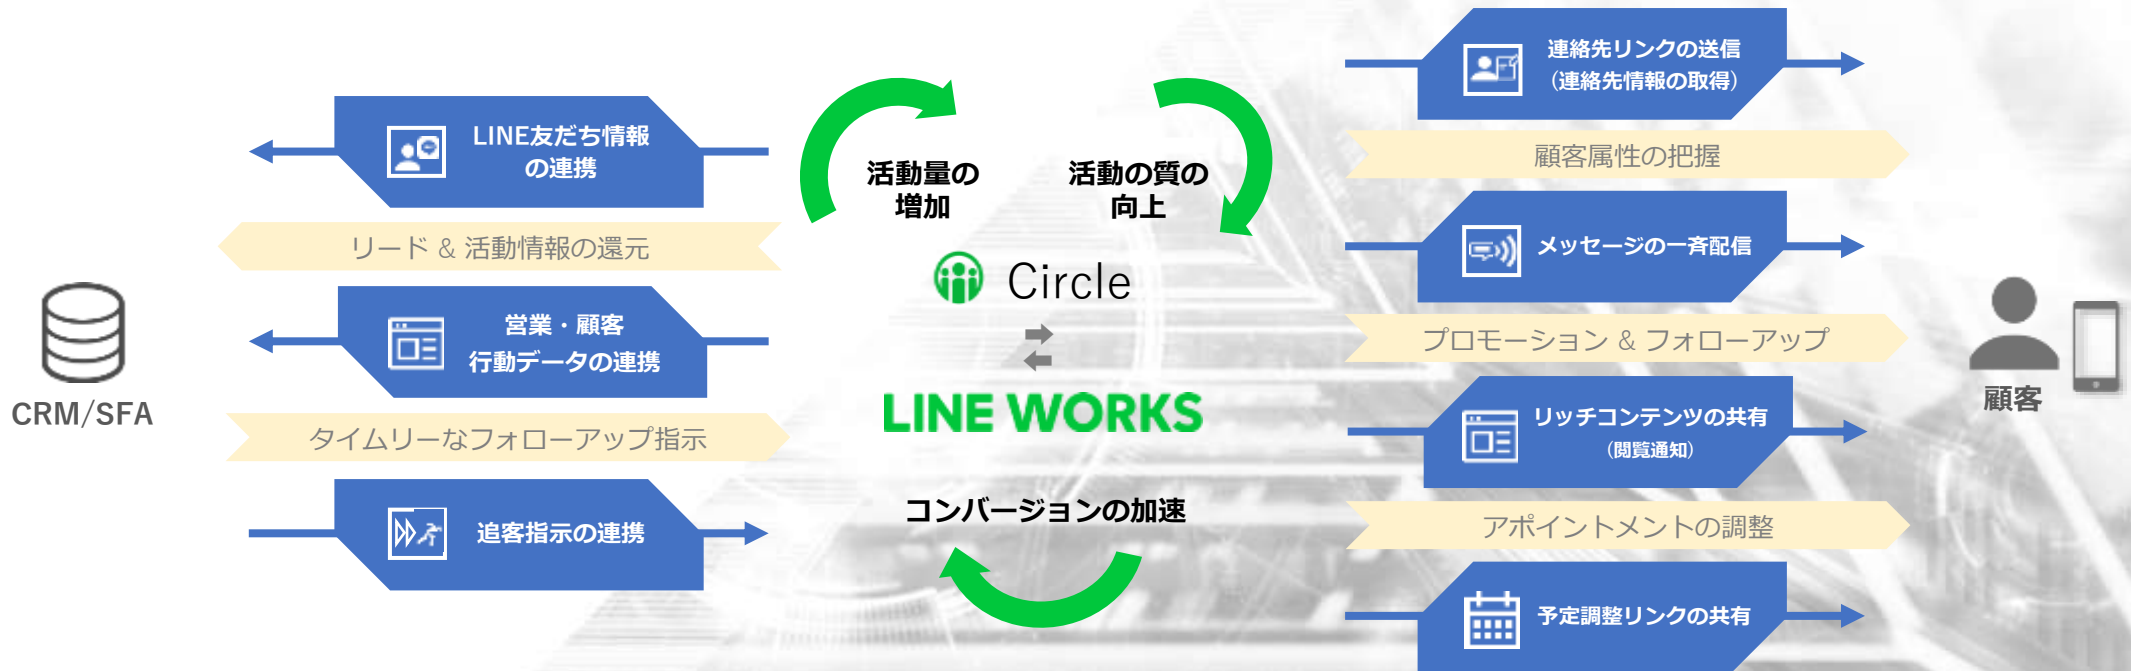 CRM/SFA
LINE友だち情報
の連携
リード & 活動情報の還元
営業・顧客
行動データの連携
タイムリーなフォローアップ指示
追客指示の連携
活動量の
増加
活動の質の
向上
Circle
LINE WORKS
コンバージョンの加速
連絡先リンクの送信
(連絡先情報の取得)
顧客属性の把握
メッセージの一斉配信
プロモーション & フォローアップ
リッチコンテンツの共有
(閲覧通知)
アポイントメントの調整
予定調整リンクの共有
顧客